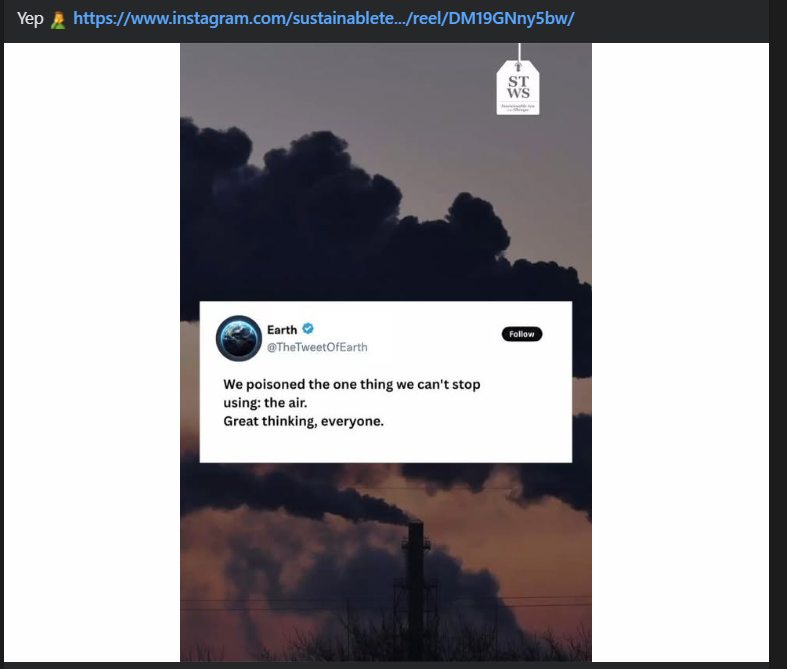 Yep 🤦 https://www.instagram.com/sustainablete.../reel/DM19GNny5bw/
ST
WS
Earth
@TheTweetOfEarth
Follow
We poisoned the one thing we can't stop
using: the air.
Great thinking, everyone.